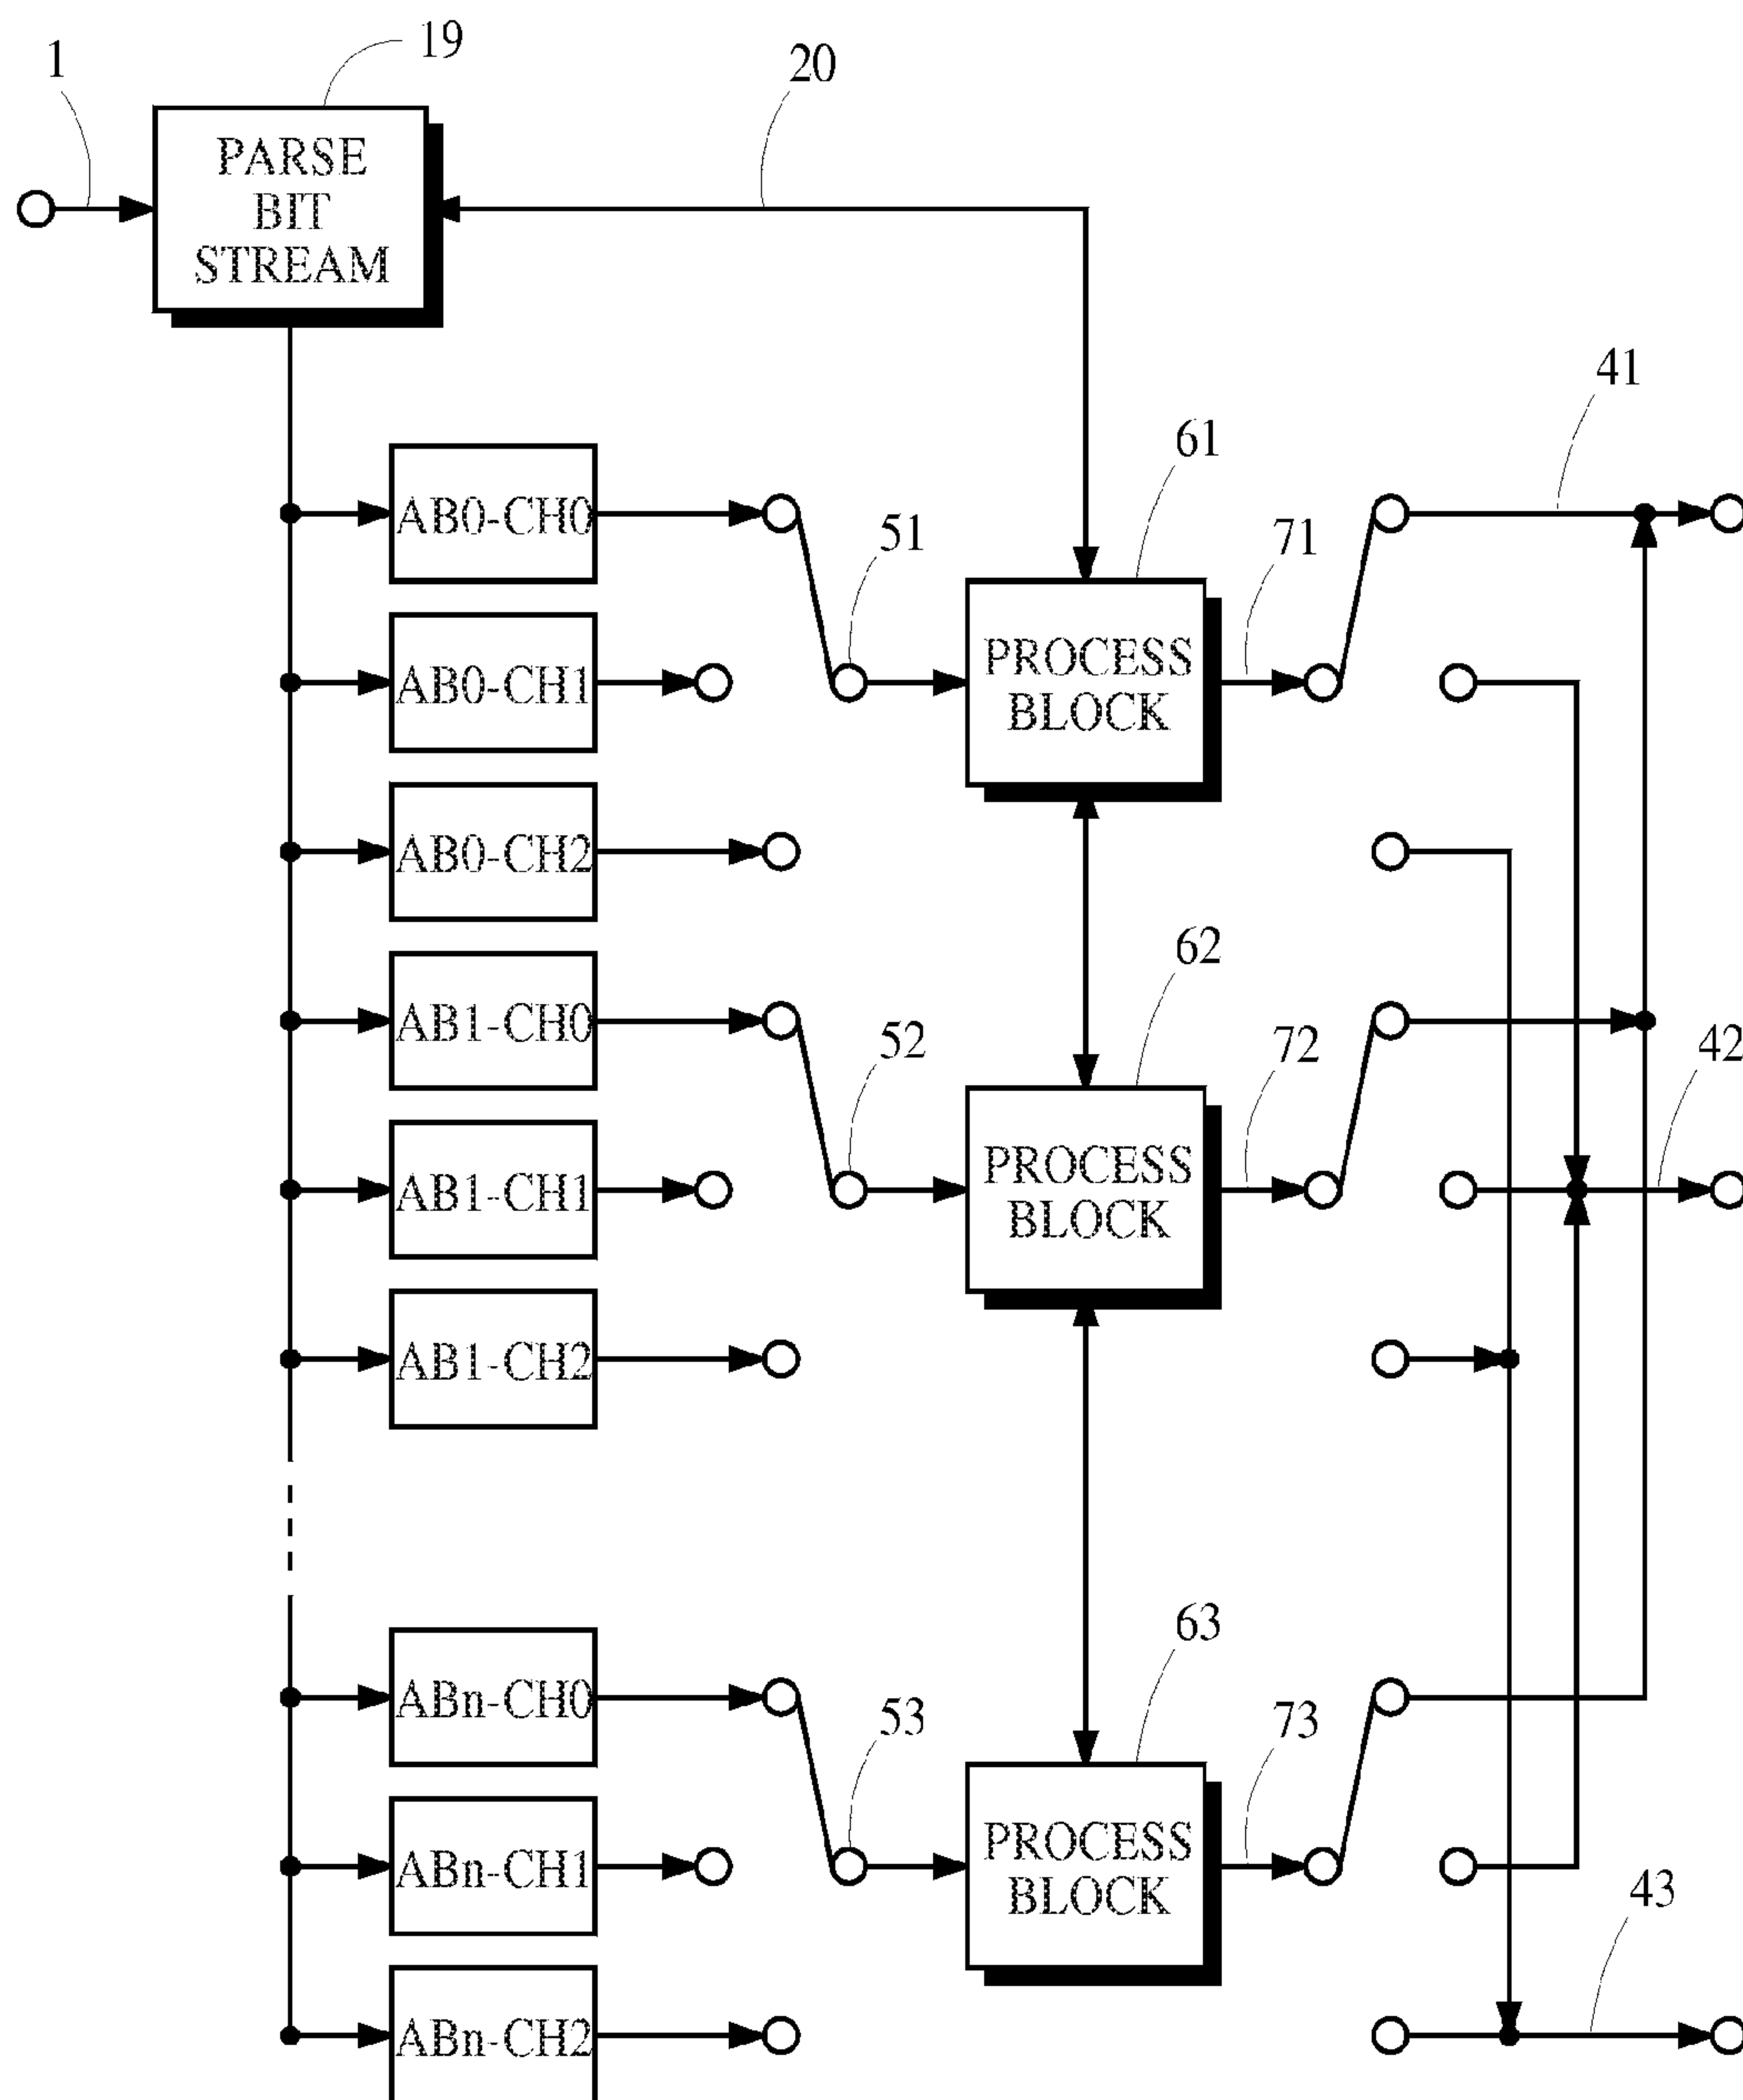 1
19
20
PARSE
BIT
STREAM
41
61
AB0-CH0
51
71
AB0-CH1
PROCESS
BLOCK
AB0-CH2
62
AB1-CH0
52
72
42
AB1-CH1
PROCESS
BLOCK
AB1-CH2
63
ABn-CH0
53
73
ABn-CH1
PROCESS
BLOCK
43
ABn-CH2